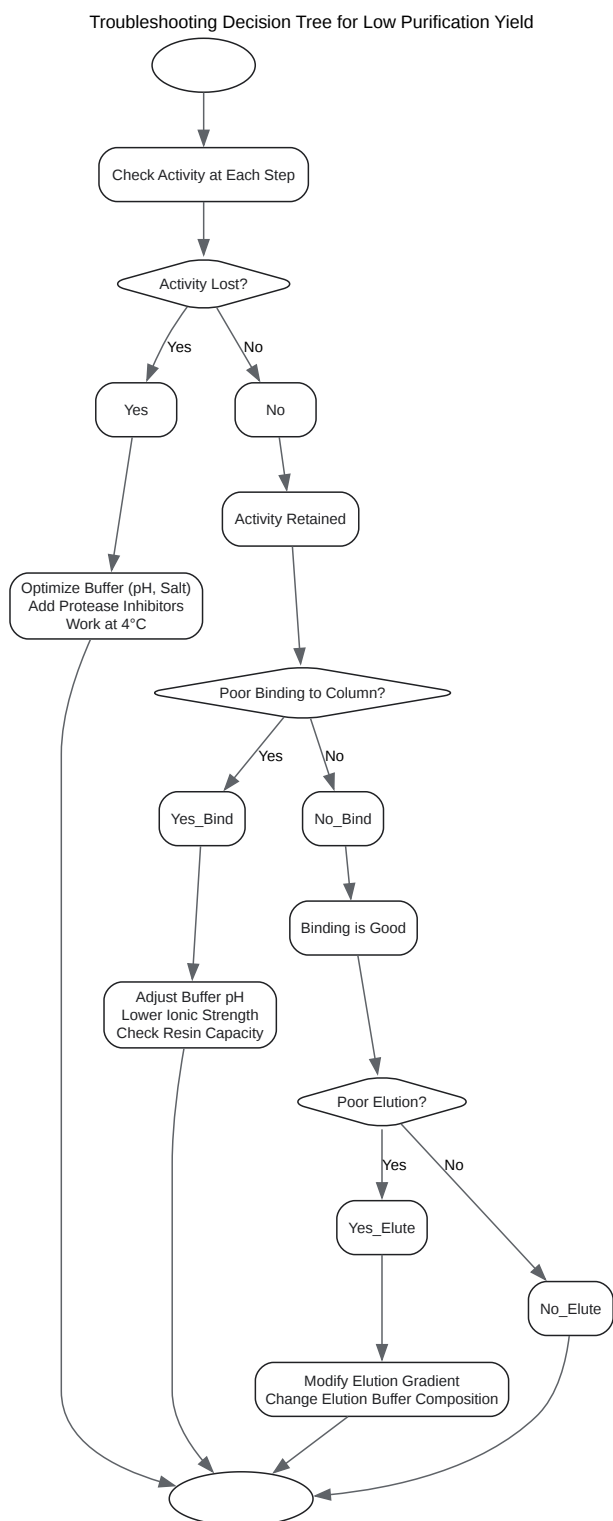 Troubleshooting Decision Tree for Low Purification Yield
Check Activity at Each Step
Activity Lost?
Yes
No
Yes
No
Activity Retained
Optimize Buffer (pH, Salt)
Add Protease Inhibitors
Work at 4°C
Poor Binding to Column?
Yes
No
Yes_Bind
No_Bind
Binding is Good
Adjust Buffer pH
Lower Ionic Strength
Check Resin Capacity
Poor Elution?
Yes
No
Yes_Elute
No_Elute
Modify Elution Gradient
Change Elution Buffer Composition